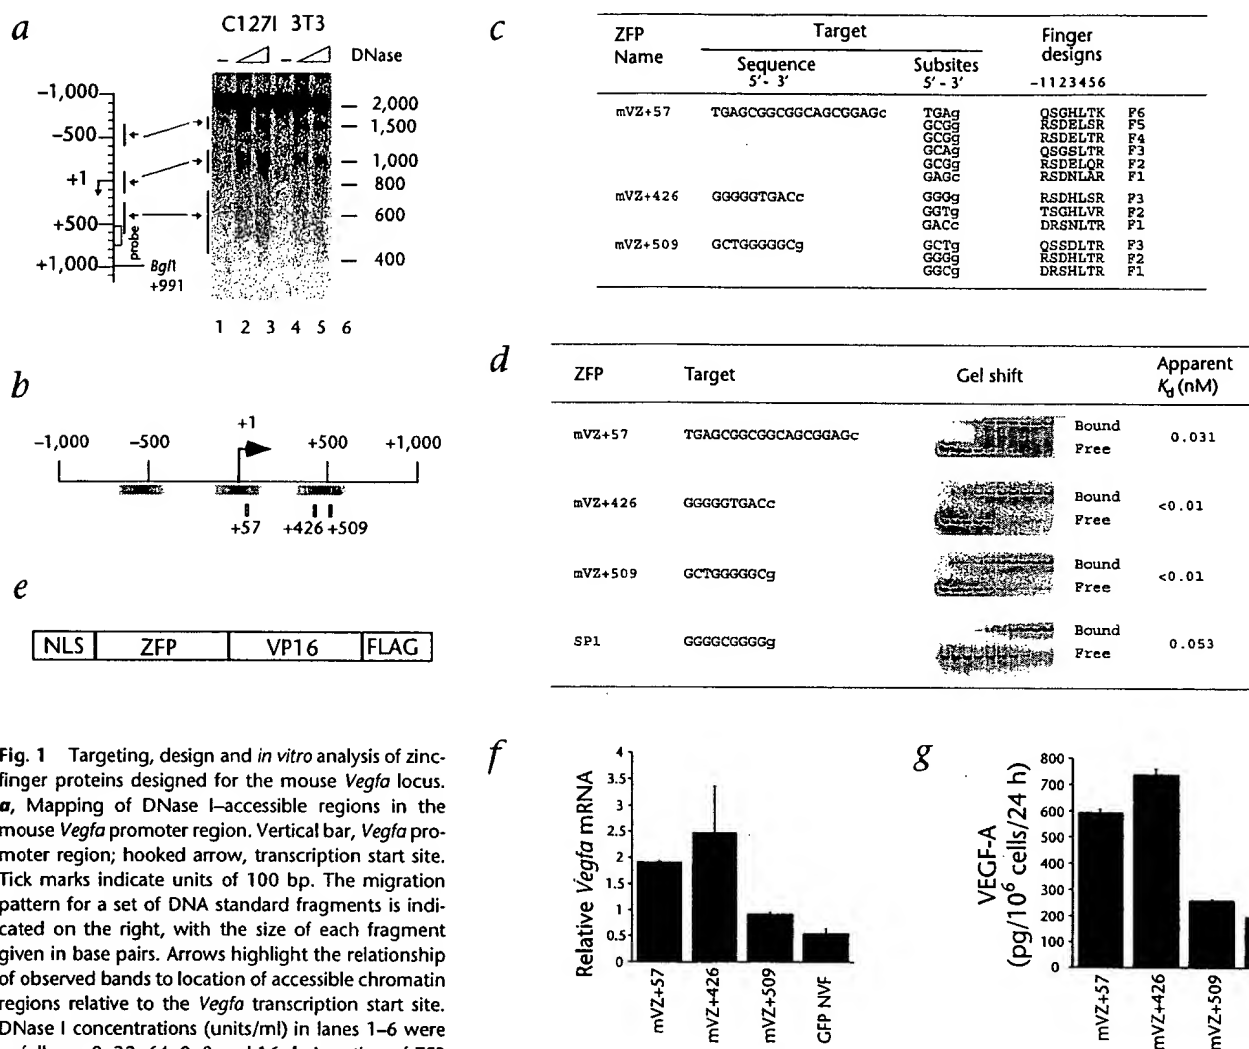 a
C127I 3T3
– – DNase
–1,000
–500
+1
+500
+1,000
probe
BglI
+991
2,000
1,500
1,000
800
600
400
1 2 3 4 5 6
b
–1,000 –500 +1 +500 +1,000
+57 +426 +509
e
NLS ZFP VP16 FLAG
Fig. 1 Targeting, design and in vitro analysis of zinc-
finger proteins designed for the mouse Vegfa locus.
a, Mapping of DNase I–accessible regions in the
mouse Vegfa promoter region. Vertical bar, Vegfa pro-
moter region; hooked arrow, transcription start site.
Tick marks indicate units of 100 bp. The migration
pattern for a set of DNA standard fragments is indi-
cated on the right, with the size of each fragment
given in base pairs. Arrows highlight the relationship
of observed bands to location of accessible chromatin
regions relative to the Vegfa transcription start site.
DNase I concentrations (units/ml) in lanes 1–6 were
c
ZFP Name Target Finger designs
Sequence 5'- 3' Subsites 5'- 3' -1123456
mVZ+57 TGAGCGGCGGCAGCGGAGc TGAg QSGHLTK F6
GCGg RSDELSR F5
GCGg RSDELTR F4
GCAg QSGSLTR F3
GCGg RSDELQR F2
GAGc RSDNLAR F1
mVZ+426 GGGGGTGACc GGGg RSDHLSR F3
GGTg TSGHLVR F2
GACc DRSNLTR F1
mVZ+509 GCTGGGGGCg GCTg QSSDLTR F3
GGGg RSDHLTR F2
GGCg DRSHLTR F1
d
ZFP Target Gel shift Apparent Kd (nM)
mVZ+57 TGAGCGGCGGCAGCGGAGc Bound Free 0.031
mVZ+426 GGGGGTGACc Bound Free <0.01
mVZ+509 GCTGGGGGCg Bound Free <0.01
SP1 GGGGCGGGGg Bound Free 0.053
f
Relative Vegfa mRNA
4
3.5
3
2.5
2
1.5
1
0.5
0
mVZ+57
mVZ+426
mVZ+509
GFP NVF
g
VEGF-A
(pg/10^6 cells/24 h)
800
700
600
500
400
300
200
100
0
mVZ+57
mVZ+426
mVZ+509